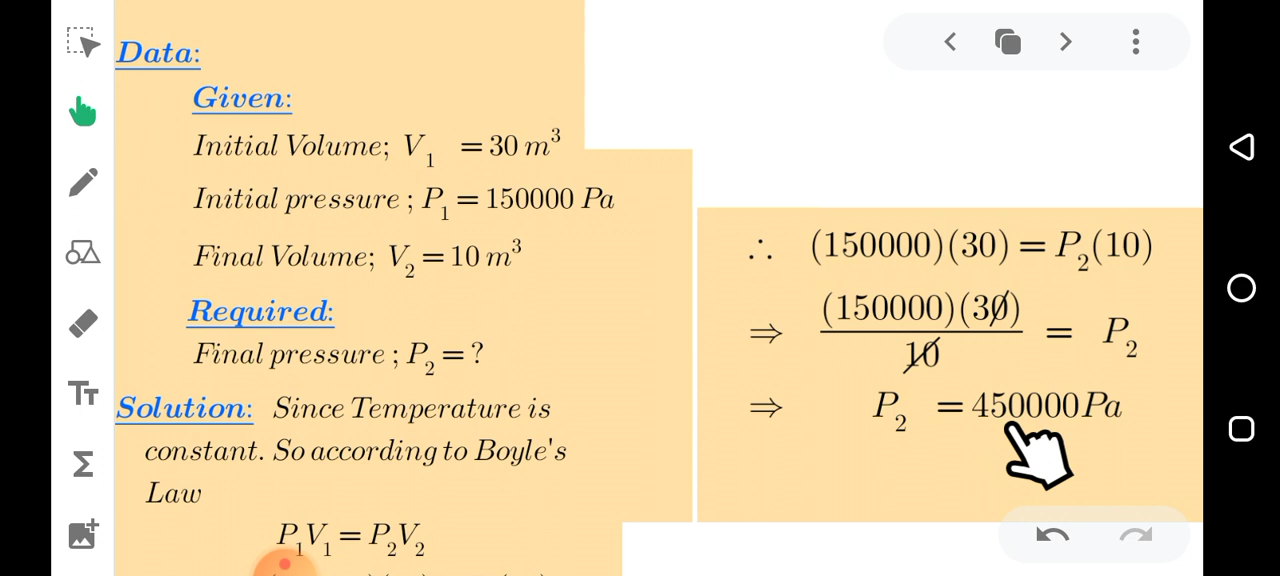 Data:
Given:
Initial Volume; V₁ = 30 m³
Initial pressure ; P₁ = 150000 Pa
Final Volume; V₂ = 10 m³
Required:
Final pressure ; P₂ = ?
Solution: Since Temperature is
constant. So according to Boyle's
Law
P₁V₁ = P₂V₂
∴ (150000)(30) = P₂(10)
⇒ (150000)(30)/10 = P₂
⇒ P₂ = 450000 Pa
Tт
Σ